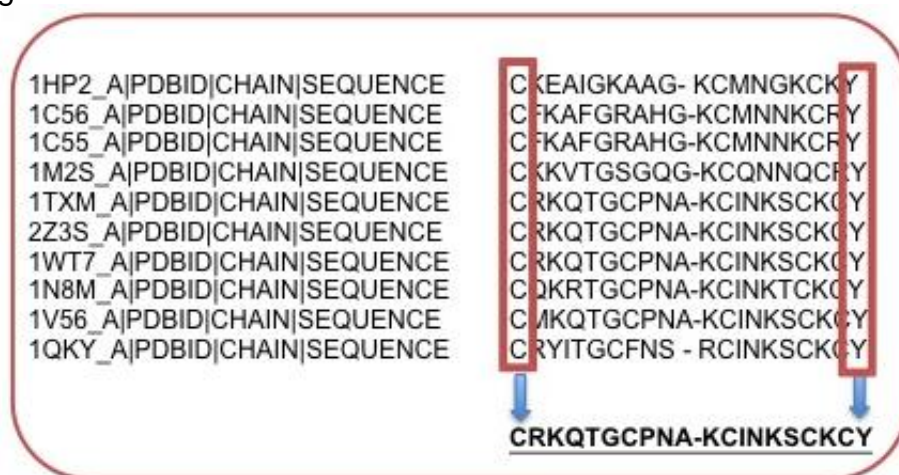 1HP2_A|PDBID|CHAIN|SEQUENCE CKEAIGKAAG- KCMNGKCKY
1C56_A|PDBID|CHAIN|SEQUENCE CFKAFGRAHG-KCMNNKCRY
1C55_A|PDBID|CHAIN|SEQUENCE CFKAFGRAHG-KCMNNKCRY
1M2S_A|PDBID|CHAIN|SEQUENCE CKKVTGSGQG-KCQNNQCRY
1TXM_A|PDBID|CHAIN|SEQUENCE CRKQTGCPNA-KCINKSCKCY
2Z3S_A|PDBID|CHAIN|SEQUENCE CRKQTGCPNA-KCINKSCKCY
1WT7_A|PDBID|CHAIN|SEQUENCE CRKQTGCPNA-KCINKSCKCY
1N8M_A|PDBID|CHAIN|SEQUENCE CQKRTGCPNA-KCINKTCKCY
1V56_A|PDBID|CHAIN|SEQUENCE CMKQTGCPNA-KCINKSCKCY
1QKY_A|PDBID|CHAIN|SEQUENCE CRYITGCFNS - RCINKSCKCY
CRKQTGCPNA-KCINKSCKCY